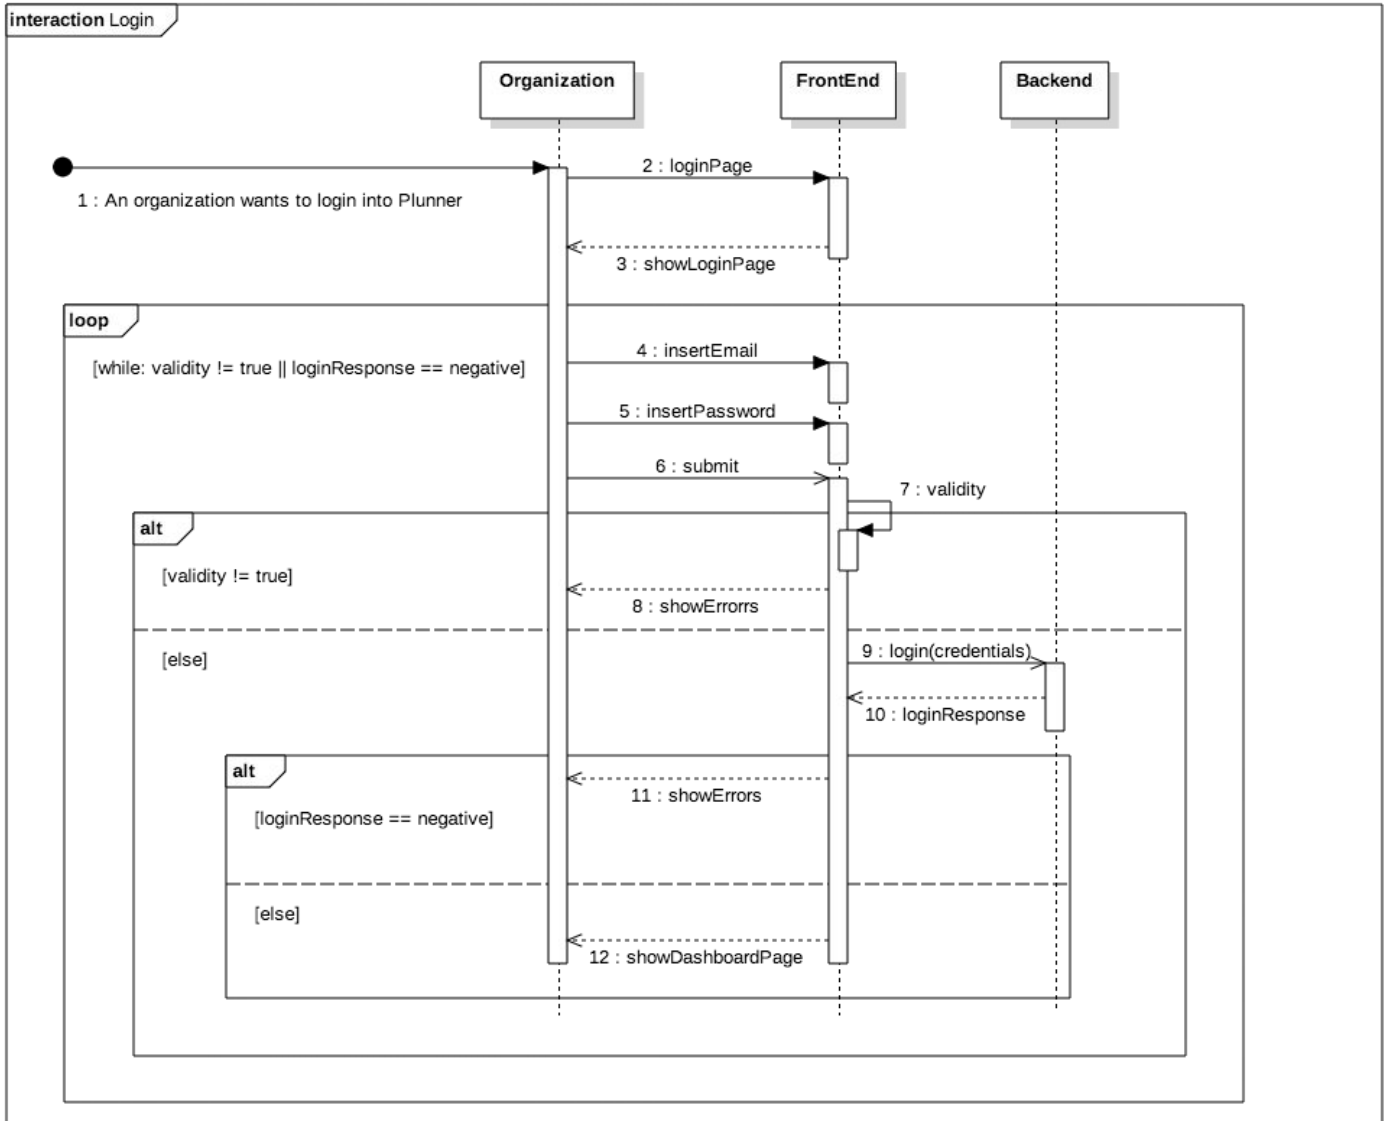 interaction Login
Organization
FrontEnd
Backend
2 : loginPage
1 : An organization wants to login into Plunner
3 : showLoginPage
loop
[while: validity != true || loginResponse == negative]
4 : insertEmail
5 : insertPassword
6 : submit
7 : validity
alt
[validity != true]
8 : showErrorrs
[else]
9 : login(credentials)
10 : loginResponse
alt
11 : showErrors
[loginResponse == negative]
[else]
12 : showDashboardPage